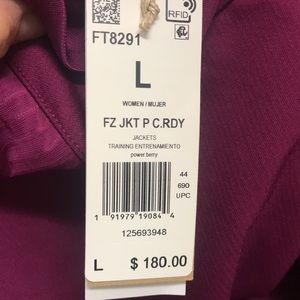 RFID
FT8291
L
WOMEN / MUJER
FZ JKT P C.RDY
JACKETS
TRAINING ENTRENAMIENTO
power berry
44
690
UPC
1 91979 19084 4
125693948
L $ 180.00